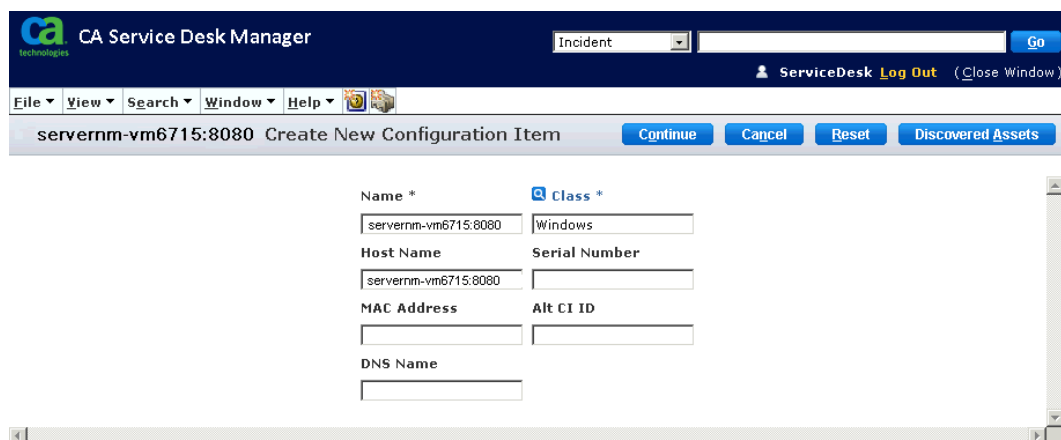 ca technologies CA Service Desk Manager
Incident Go
ServiceDesk Log Out (Close Window)
File View Search Window Help
servernm-vm6715:8080 Create New Configuration Item Continue Cancel Reset Discovered Assets
Name * Class *
servernm-vm6715:8080 Windows
Host Name Serial Number
servernm-vm6715:8080
MAC Address Alt CI ID
DNS Name